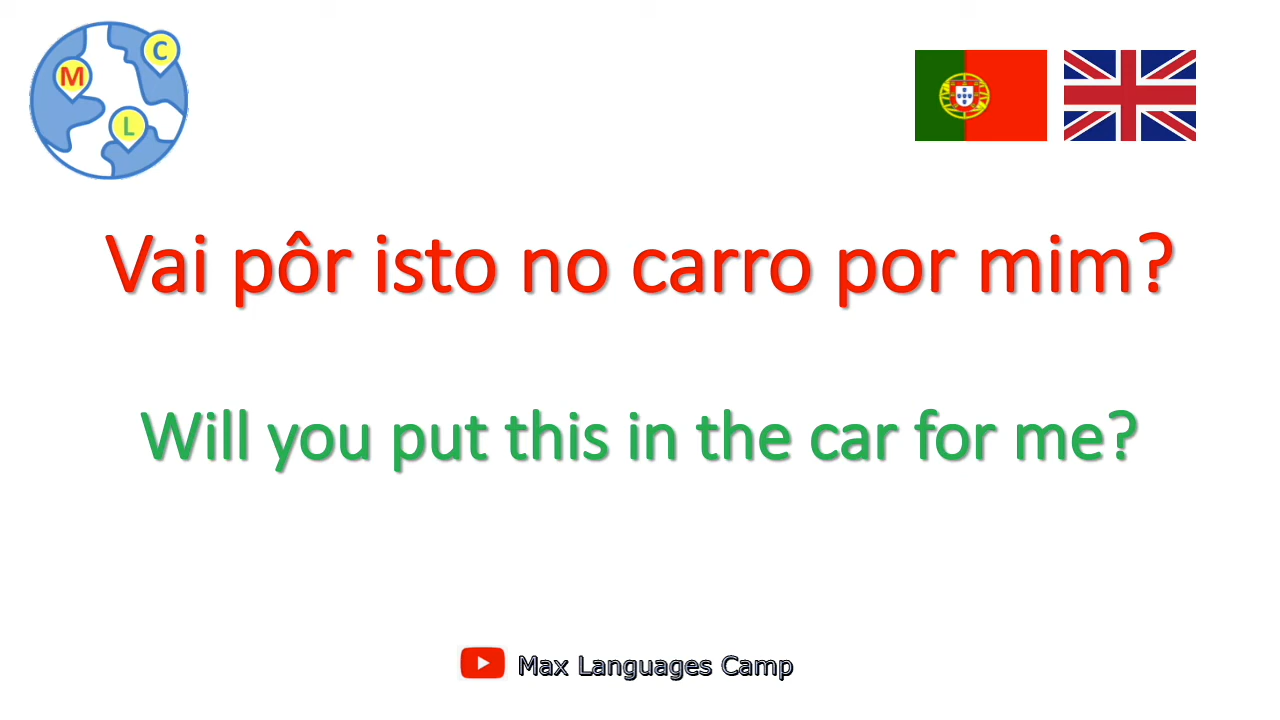 M
C
L
Vai pôr isto no carro por mim?
Will you put this in the car for me?
Max Languages Camp